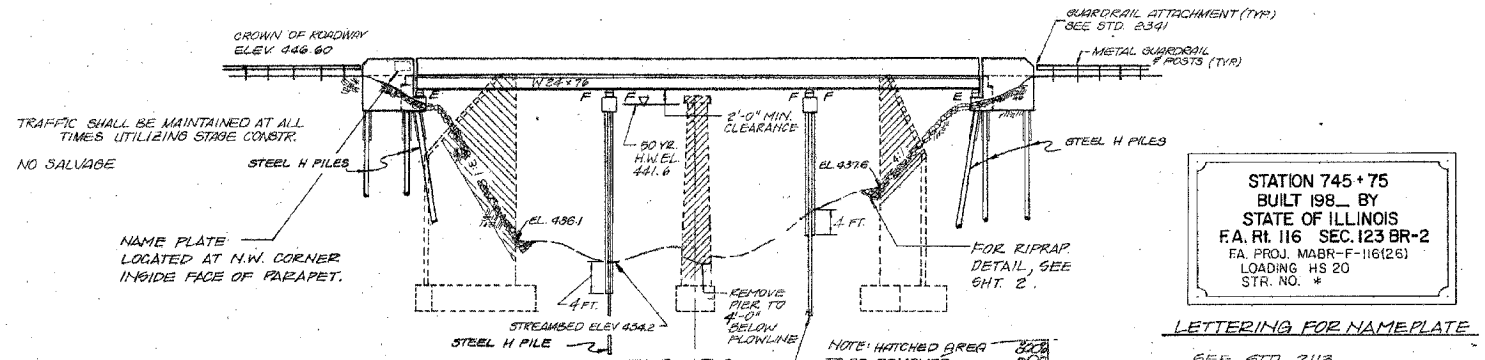 GUARDRAIL ATTACHMENT (TYP)
SEE STD. 2341
CROWN OF ROADWAY
ELEV 446.60
METAL GUARDRAIL
& POSTS (TYP)
W 24 x 76
E
F
F
F
F
E
2'-0" MIN.
CLEARANCE
TRAFFIC SHALL BE MAINTAINED AT ALL
TIMES UTILIZING STAGE CONSTR.
NO SALVAGE
STEEL H PILES
50 YR.
H.W.EL.
441.6
STEEL H PILES
EL. 437.6
EL. 436.1
4 FT.
NAME PLATE
LOCATED AT N.W. CORNER
INSIDE FACE OF PARAPET.
FOR RIPRAP
DETAIL, SEE
SHT. 2.
4 FT.
REMOVE
PIER TO
4'-0"
BELOW
FLOWLINE
STREAMBED ELEV 434.2
STEEL H PILE
NOTE: HATCHED AREA
STATION 745+75
BUILT 198_ BY
STATE OF ILLINOIS
F.A. Rt. 116 SEC. 123 BR-2
F.A. PROJ. MABR-F-116(26)
LOADING HS 20
STR. NO. *
LETTERING FOR NAMEPLATE
SEE STD. 2113